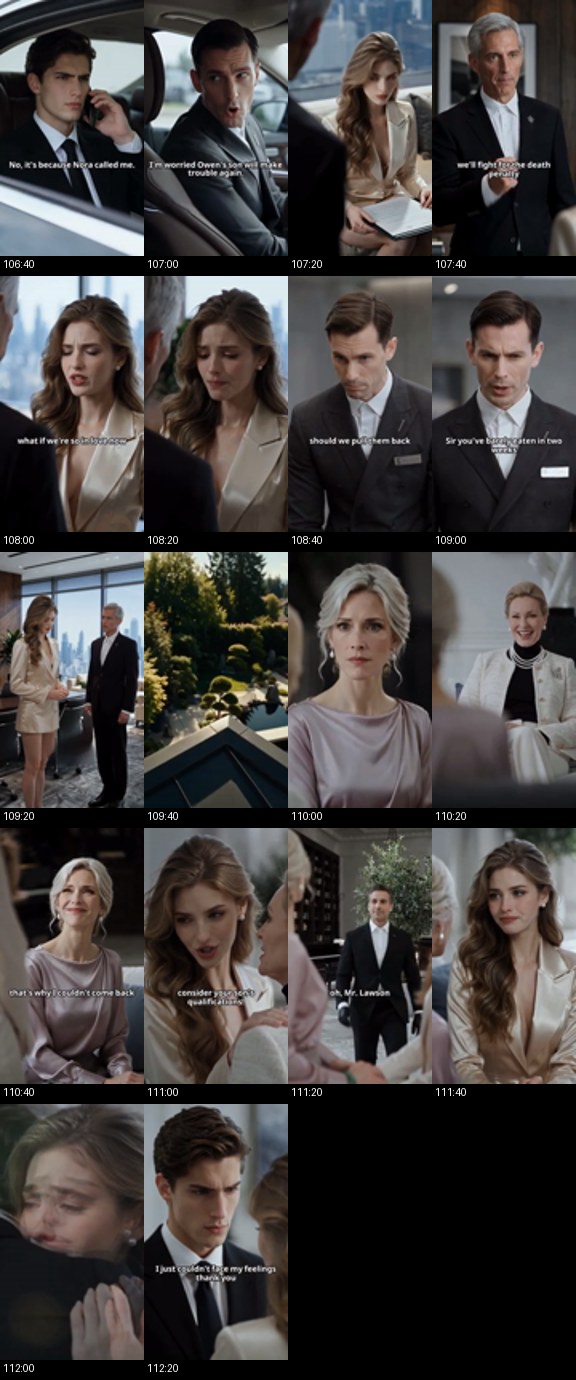 No, it's because Nora called me.
I'm worried Owen's son will make
trouble again.
we'll fight for the death
penalty
106:40
107:00
107:20
107:40
what if we're so in love now
should we pull them back
Sir you've barely eaten in two
weeks
108:00
108:20
108:40
109:00
109:20
109:40
110:00
110:20
that's why I couldn't come back
consider your son's
qualifications
oh, Mr. Lawson
110:40
111:00
111:20
111:40
I just couldn't face my feelings
thank you
112:00
112:20